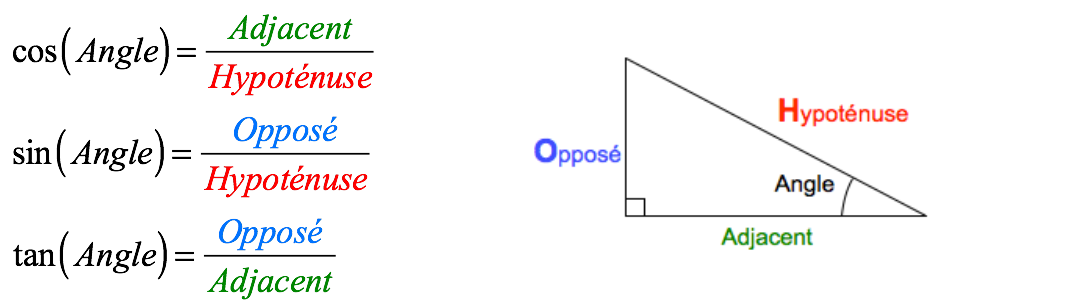 cos(Angle) = Adjacent / Hypoténuse
sin(Angle) = Opposé / Hypoténuse
tan(Angle) = Opposé / Adjacent
Hypoténuse
Opposé
Angle
Adjacent